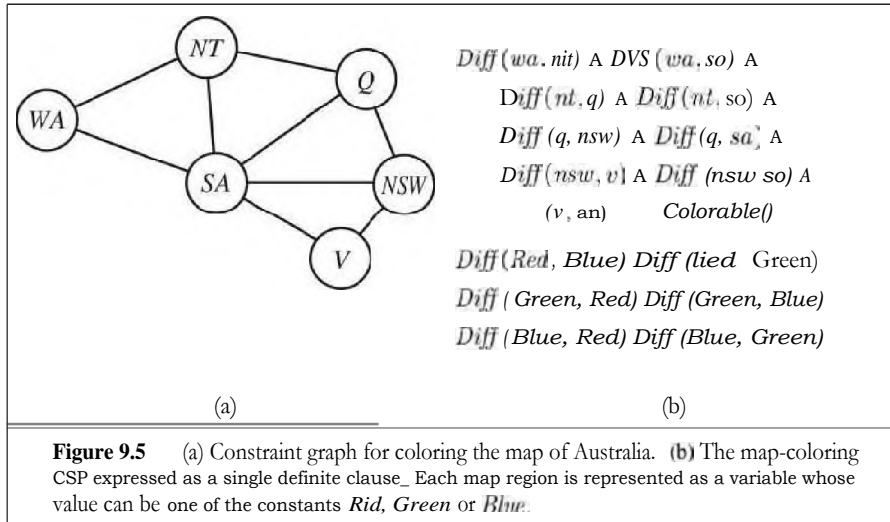 NT
Q
WA
SA
NSW
V
(a)
Diff(wa. nit) A DVS (wa, so) A
Diff(nt, q) A Diff(nt, so A
Diff (q, nsw) A Diff(q, sa] A
Diff(nsw, v] A Diff (nsw so) A
(v, an) Colorable()
Diff(Red, Blue) Diff (lied Green)
Diff (Green, Red) Diff (Green, Blue)
Diff (Blue, Red) Diff (Blue, Green)
(b)
Figure 9.5 (a) Constraint graph for coloring the map of Australia. (b) The map-coloring
CSP expressed as a single definite clause_ Each map region is represented as a variable whose
value can be one of the constants Rid, Green or Blue.